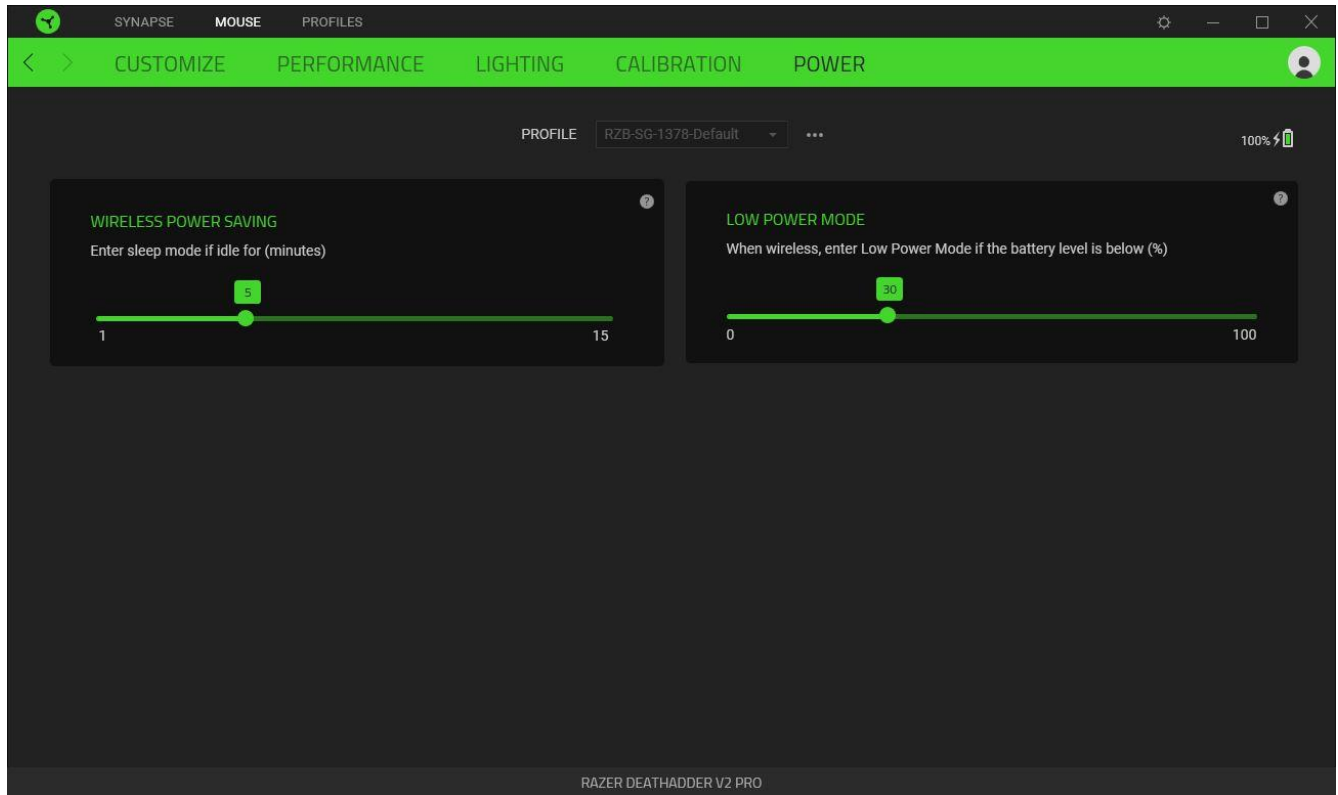 SYNAPSE MOUSE PROFILES
CUSTOMIZE PERFORMANCE LIGHTING CALIBRATION POWER
PROFILE RZB-SG-1378-Default
100%
WIRELESS POWER SAVING
Enter sleep mode if idle for (minutes)
5
1 15
LOW POWER MODE
When wireless, enter Low Power Mode if the battery level is below (%)
30
0 100
RAZER DEATHADDER V2 PRO